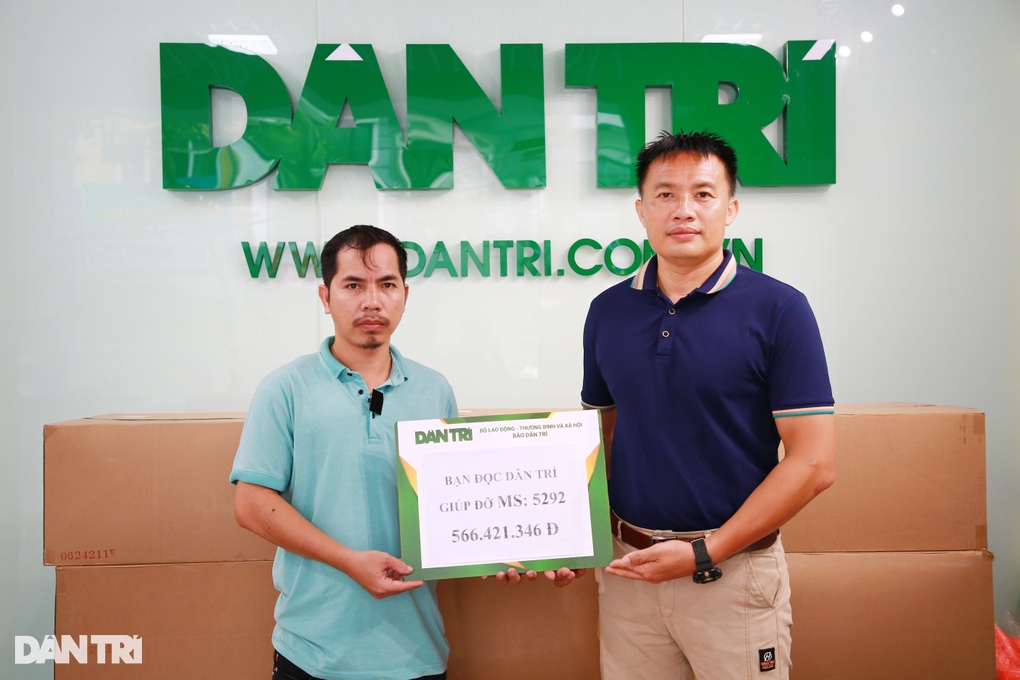 DÂN TRÍ
WWW.DANTRI.COM.VN
DÂN TRÍ
BỘ LAO ĐỘNG - THƯƠNG BINH VÀ XÃ HỘI
BÁO DÂN TRÍ
BẠN ĐỌC DÂN TRÍ
GIÚP ĐỠ MS: 5292
566.421.346 Đ
DÂN TRÍ